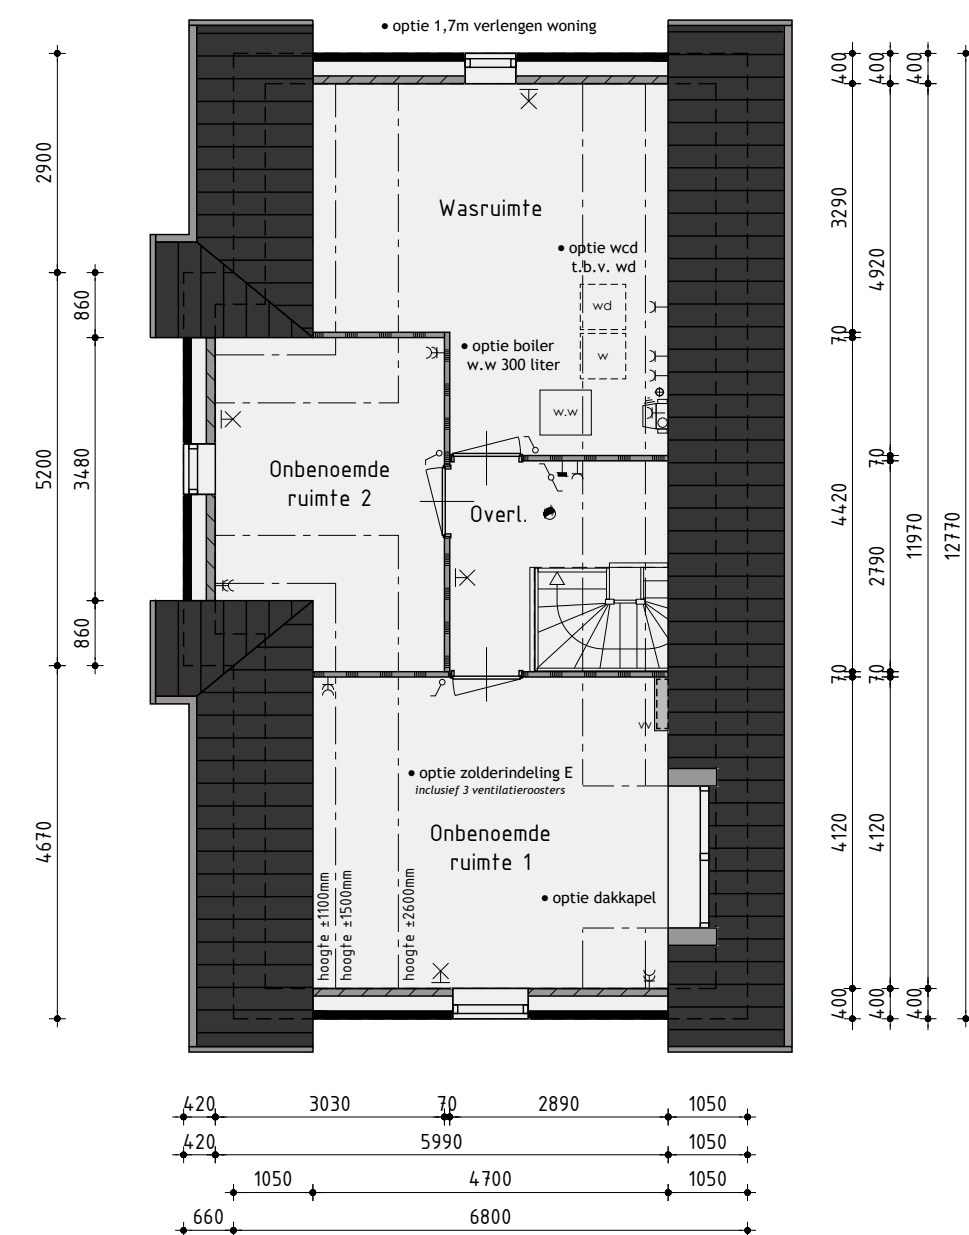 • optie 1,7m verlengen woning
400
400
400
2900
3290
Wasruimte
• optie wcd
t.b.v. wd
4920
860
wd
70
• optie boiler
w.w 300 liter
w
w.w
5200
3480
Onbenoemde
ruimte 2
Overl.
70
4420
2790
11970
12770
860
70
70
vv
• optie zolderindeling E
inclusief 3 ventilatieroosters
4670
Onbenoemde
ruimte 1
4120
4120
• optie dakkapel
hoogte ±1100mm
hoogte ±1500mm
hoogte ±2600mm
400
400
400
420 3030 70 2890 1050
420 5990 1050
1050 4700 1050
660 6800